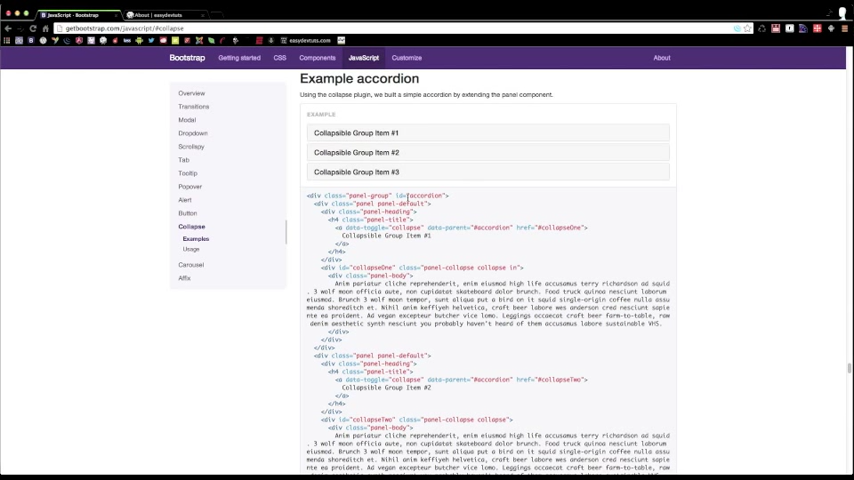 JavaScript · Bootstrap
About | easydevtuts
getbootstrap.com/javascript/#collapse
easydevtuts.com
Bootstrap Getting started CSS Components JavaScript Customize About
Overview
Transitions
Modal
Dropdown
Scrollspy
Tab
Tooltip
Popover
Alert
Button
Collapse
Examples
Usage
Carousel
Affix
Example accordion
Using the collapse plugin, we built a simple accordion by extending the panel component.
EXAMPLE
Collapsible Group Item #1
Collapsible Group Item #2
Collapsible Group Item #3
<div class="panel-group" id="accordion">
<div class="panel panel-default">
<div class="panel-heading">
<h4 class="panel-title">
<a data-toggle="collapse" data-parent="#accordion" href="#collapseOne">
Collapsible Group Item #1
</a>
</h4>
</div>
<div id="collapseOne" class="panel-collapse collapse in">
<div class="panel-body">
Anim pariatur cliche reprehenderit, enim eiusmod high life accusamus terry richardson ad squid
. 3 wolf moon officia aute, non cupidatat skateboard dolor brunch. Food truck quinoa nesciunt laborum
eiusmod. Brunch 3 wolf moon tempor, sunt aliqua put a bird on it squid single-origin coffee nulla assu
menda shoreditch et. Nihil anim keffiyeh helvetica, craft beer labore wes anderson cred nesciunt sapie
nte ea proident. Ad vegan excepteur butcher vice lomo. Leggings occaecat craft beer farm-to-table, raw
denim aesthetic synth nesciunt you probably haven't heard of them accusamus labore sustainable VHS.
</div>
</div>
</div>
<div class="panel panel-default">
<div class="panel-heading">
<h4 class="panel-title">
<a data-toggle="collapse" data-parent="#accordion" href="#collapseTwo">
Collapsible Group Item #2
</a>
</h4>
</div>
<div id="collapseTwo" class="panel-collapse collapse">
<div class="panel-body">
Anim pariatur cliche reprehenderit, enim eiusmod high life accusamus terry richardson ad squid
. 3 wolf moon officia aute, non cupidatat skateboard dolor brunch. Food truck quinoa nesciunt laborum
eiusmod. Brunch 3 wolf moon tempor, sunt aliqua put a bird on it squid single-origin coffee nulla assu
menda shoreditch et. Nihil anim keffiyeh helvetica, craft beer labore wes anderson cred nesciunt sapie
nte ea proident. Ad vegan excepteur butcher vice lomo. Leggings occaecat craft beer farm-to-table, raw